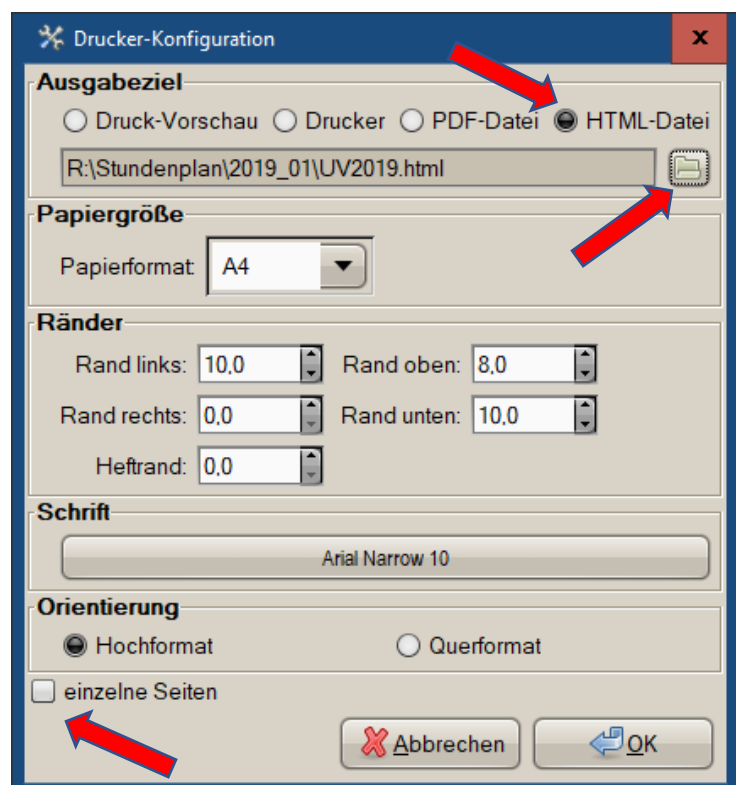 Drucker-Konfiguration x
Ausgabeziel
Druck-Vorschau Drucker PDF-Datei HTML-Datei
R:\Stundenplan\2019_01\UV2019.html
Papiergröße
Papierformat: A4
Ränder
Rand links: 10,0 Rand oben: 8,0
Rand rechts: 0,0 Rand unten: 10,0
Heftrand: 0,0
Schrift
Arial Narrow 10
Orientierung
Hochformat Querformat
einzelne Seiten
Abbrechen OK